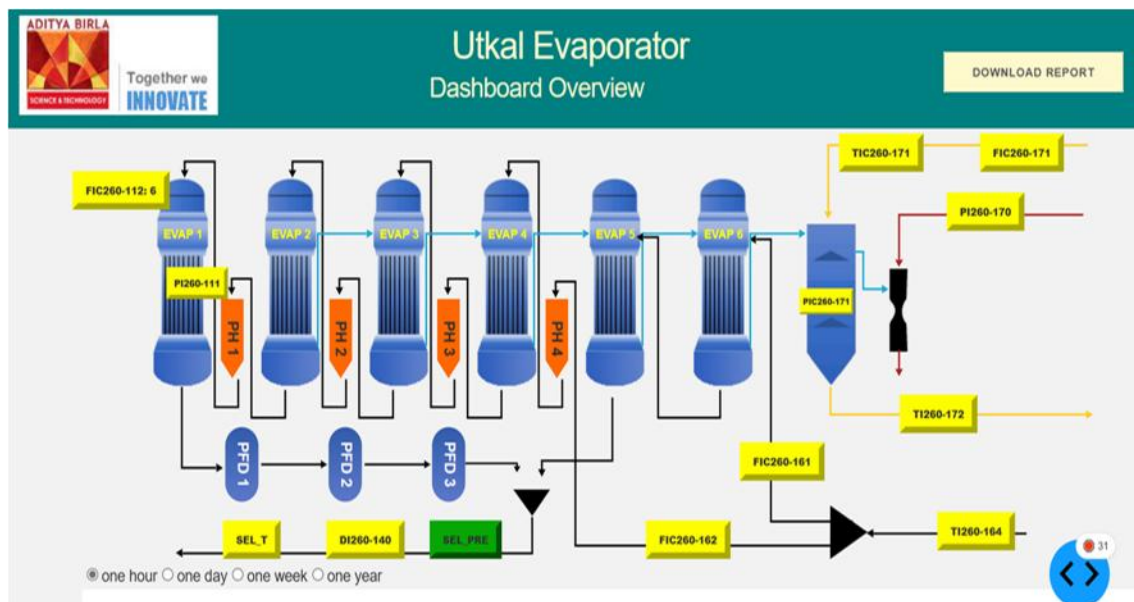 ADITYA BIRLA
SCIENCE & TECHNOLOGY
Together we
INNOVATE
Utkal Evaporator
Dashboard Overview
DOWNLOAD REPORT
TIC260-171
FIC260-171
FIC260-112: 6
PI260-170
EVAP 1
EVAP 2
EVAP 3
EVAP 4
EVAP 5
EVAP 6
PI260-111
PIC260-171
PH 1
PH 2
PH 3
PH 4
TI260-172
PFD 1
PFD 2
PFD 3
FIC260-161
SEL_T
DI260-140
SEL_PRE
FIC260-162
TI260-164
31
one hour
one day
one week
one year